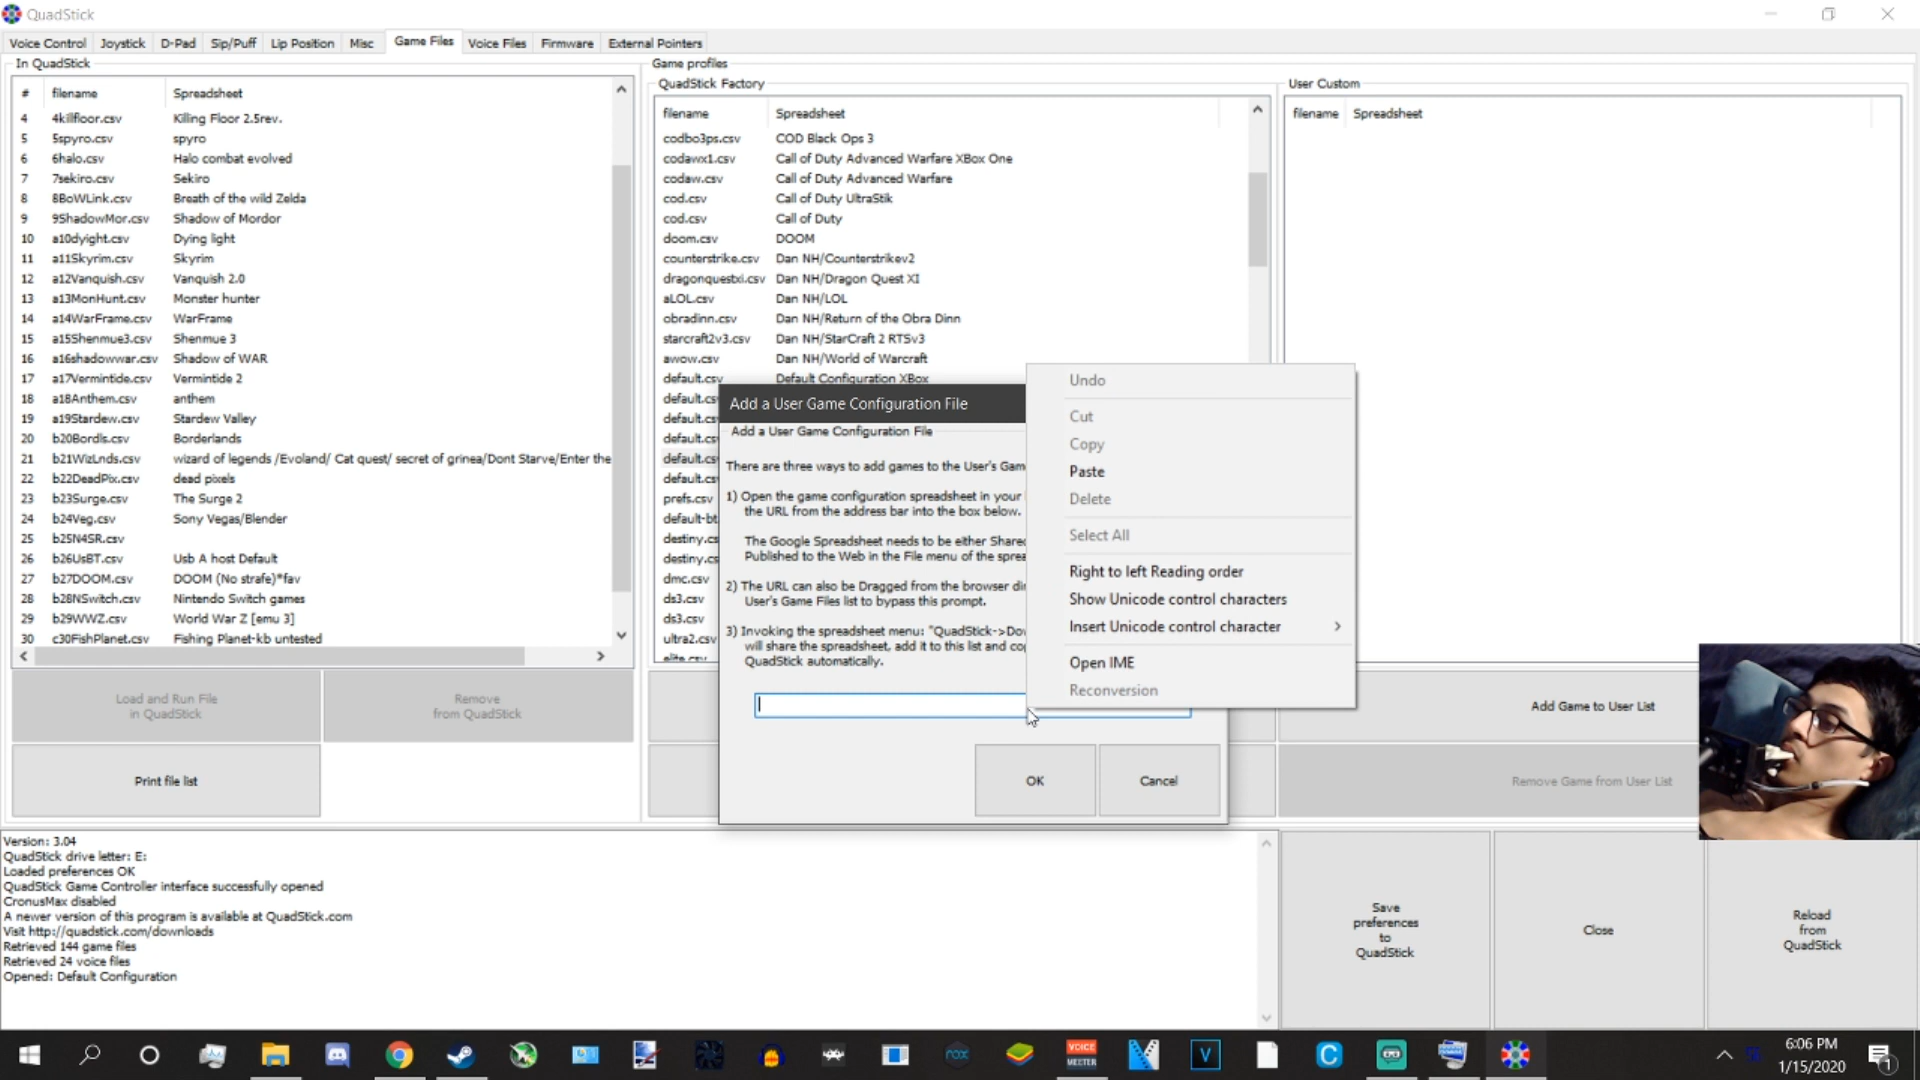 QuadStick
Voice Control Joystick D-Pad Sip/Puff Lip Position Misc Game Files Voice Files Firmware External Pointers
In QuadStick
# filename Spreadsheet
4 4killfloor.csv Killing Floor 2.5rev.
5 5spyro.csv spyro
6 6halo.csv Halo combat evolved
7 7sekiro.csv Sekiro
8 8BoWLink.csv Breath of the wild Zelda
9 9ShadowMor.csv Shadow of Mordor
10 a10dyight.csv Dying light
11 a11Skyrim.csv Skyrim
12 a12Vanquish.csv Vanquish 2.0
13 a13MonHunt.csv Monster hunter
14 a14WarFrame.csv WarFrame
15 a15Shenmue3.csv Shenmue 3
16 a16shadowwar.csv Shadow of WAR
17 a17Vermintide.csv Vermintide 2
18 a18Anthem.csv anthem
19 a19Stardew.csv Stardew Valley
20 b20Bordls.csv Borderlands
21 b21WizLnds.csv wizard of legends /Evoland/ Cat quest/ secret of grinea/Dont Starve/Enter the
22 b22DeadPix.csv dead pixels
23 b23Surge.csv The Surge 2
24 b24Veg.csv Sony Vegas/Blender
25 b25N4SR.csv
26 b26UsBT.csv Usb A host Default
27 b27DOOM.csv DOOM (No strafe)*fav
28 b28NSwitch.csv Nintendo Switch games
29 b29WWZ.csv World War Z [emu 3]
30 c30FishPlanet.csv Fishing Planet-kb untested
Load and Run File
in QuadStick
Remove
from QuadStick
Print file list
Game profiles
QuadStick Factory
filename Spreadsheet
codbo3ps.csv COD Black Ops 3
codawx1.csv Call of Duty Advanced Warfare XBox One
codaw.csv Call of Duty Advanced Warfare
cod.csv Call of Duty UltraStik
cod.csv Call of Duty
doom.csv DOOM
counterstrike.csv Dan NH/Counterstrikev2
dragonquestxi.csv Dan NH/Dragon Quest XI
aLOL.csv Dan NH/LOL
obradinn.csv Dan NH/Return of the Obra Dinn
starcraft2v3.csv Dan NH/StarCraft 2 RTSv3
awow.csv Dan NH/World of Warcraft
default.csv Default Configuration XBox
default.cs
default.cs
default.cs
default.cs
default.cs
prefs.csv
default-bt
destiny.cs
destiny.cs
dmc.csv
ds3.csv
ds3.csv
ultra2.csv
elite.csv
User Custom
filename Spreadsheet
Add a User Game Configuration File
Add a User Game Configuration File
There are three ways to add games to the User's Gam
1) Open the game configuration spreadsheet in your
the URL from the address bar into the box below.
The Google Spreadsheet needs to be either Share
Published to the Web in the File menu of the sprea
2) The URL can also be Dragged from the browser di
User's Game Files list to bypass this prompt.
3) Invoking the spreadsheet menu: "QuadStick->Do
will share the spreadsheet, add it to this list and co
QuadStick automatically.
OK
Cancel
Undo
Cut
Copy
Paste
Delete
Select All
Right to left Reading order
Show Unicode control characters
Insert Unicode control character
Open IME
Reconversion
Add Game to User List
Remove Game from User List
Version: 3.04
QuadStick drive letter: E:
Loaded preferences OK
QuadStick Game Controller interface successfully opened
CronusMax disabled
A newer version of this program is available at QuadStick.com
Visit http://quadstick.com/downloads
Retrieved 144 game files
Retrieved 24 voice files
Opened: Default Configuration
Save
preferences
to
QuadStick
Close
Reload
from
QuadStick
nox
VOICE
MEETER
V
C
6:06 PM
1/15/2020
1